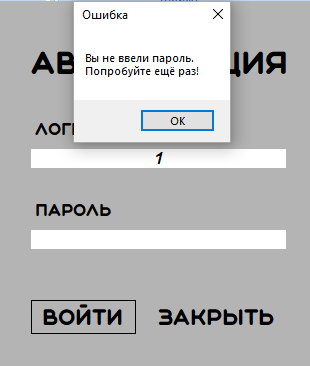 Ошибка
Вы не ввели пароль.
Попробуйте ещё раз!
OK
1
ПАРОЛЬ
ВОЙТИ
ЗАКРЫТЬ